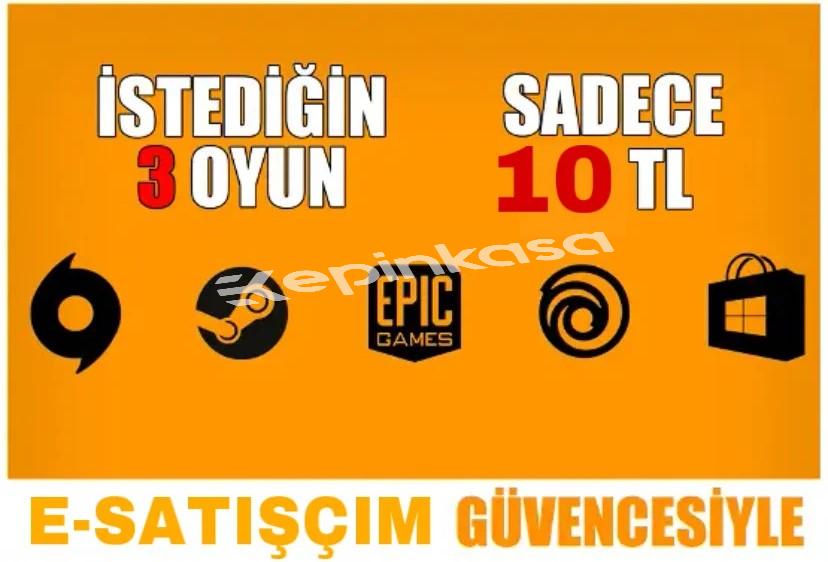 İSTEDİĞİN
3 OYUN
SADECE
10 TL
epinkasa
EPIC
GAMES
E-SATIŞÇIM GÜVENCESİYLE